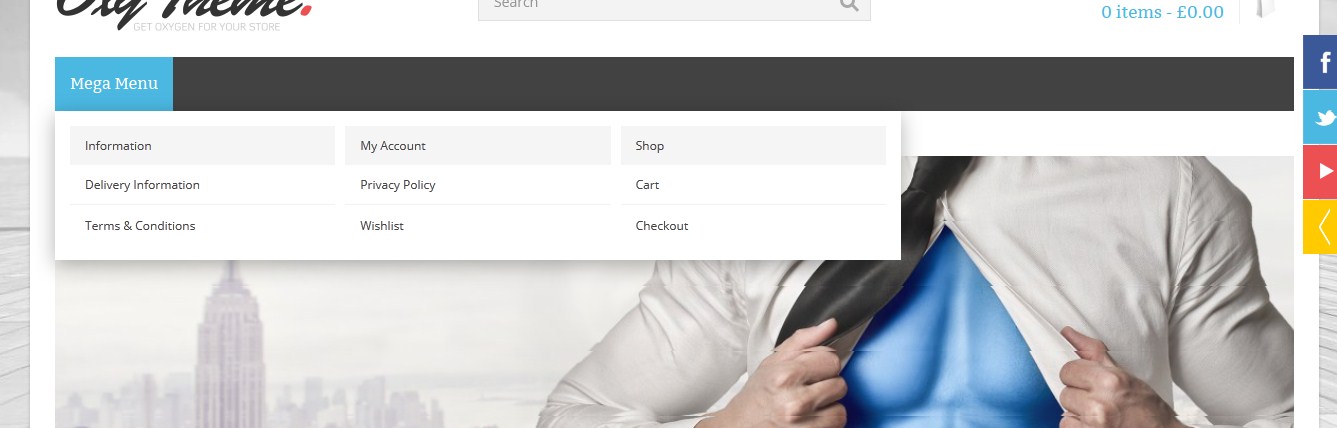 Oxy Theme.
GET OXYGEN FOR YOUR STORE
Search
0 items - £0.00
Mega Menu
Information
My Account
Shop
Delivery Information
Privacy Policy
Cart
Terms & Conditions
Wishlist
Checkout
f